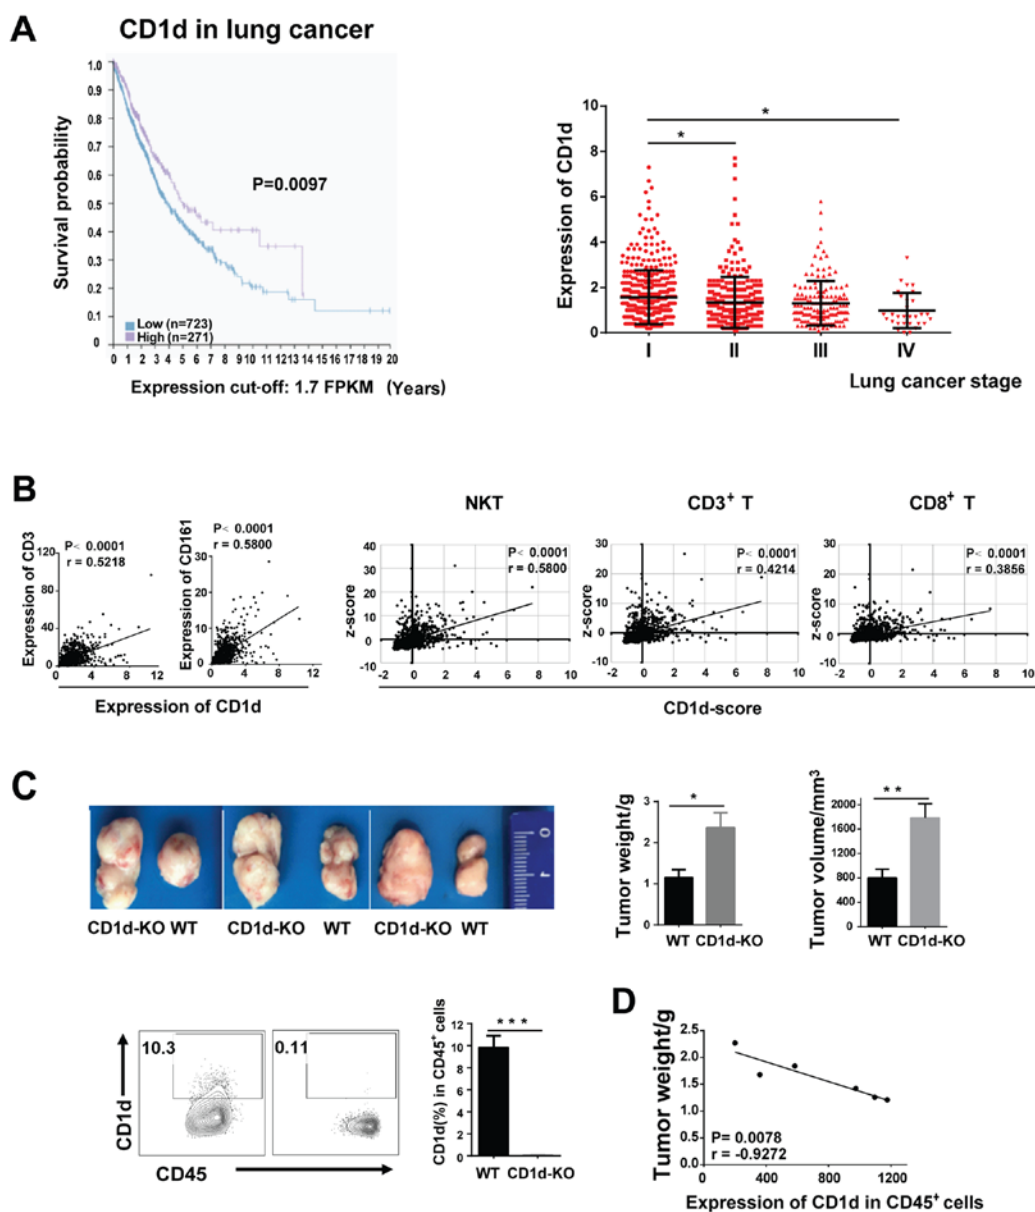 A
CD1d in lung cancer
Survival probability
1.0
0.9
0.8
0.7
0.6
0.5
0.4
0.3
0.2
0.1
0
P=0.0097
Low (n=723)
High (n=271)
0 1 2 3 4 5 6 7 8 9 10 11 12 13 14 15 16 17 18 19 20
Expression cut-off: 1.7 FPKM (Years)
Expression of CD1d
10
8
6
4
2
0
*
*
I II III IV
Lung cancer stage
B
Expression of CD3
120
80
40
0
P< 0.0001
r = 0.5218
0 4 8 12
Expression of CD161
30
20
10
0
P< 0.0001
r = 0.5800
0 4 8 12
Expression of CD1d
NKT
z-score
40
30
20
10
0
-10
P< 0.0001
r = 0.5800
-2 0 2 4 6 8 10
CD3+ T
z-score
30
20
10
0
-10
P< 0.0001
r = 0.4214
-2 0 2 4 6 8 10
CD8+ T
z-score
30
20
10
0
-10
P< 0.0001
r = 0.3856
-2 0 2 4 6 8 10
CD1d-score
C
0
1
CD1d-KO WT CD1d-KO WT CD1d-KO WT
Tumor weight/g
3
2
1
0
*
WT CD1d-KO
Tumor volume/mm3
2000
1600
1200
800
400
0
**
WT CD1d-KO
CD1d
10.3
0.11
CD45
CD1d(%) in CD45+ cells
12
10
8
6
4
2
0
***
WT CD1d-KO
D
Tumor weight/g
2.5
2.0
1.5
1.0
0.5
0.0
P= 0.0078
r = -0.9272
400 800 1200
Expression of CD1d in CD45+ cells